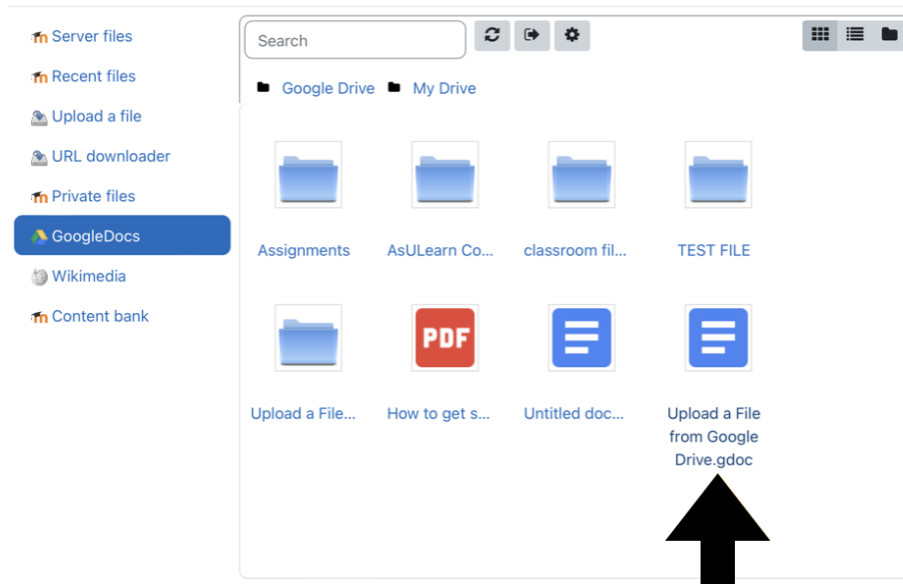 Server files
Recent files
Upload a file
URL downloader
Private files
GoogleDocs
Wikimedia
Content bank
Search
Google Drive My Drive
Assignments AsULearn Co... classroom fil... TEST FILE
PDF
Upload a File... How to get s... Untitled doc... Upload a File
from Google
Drive.gdoc